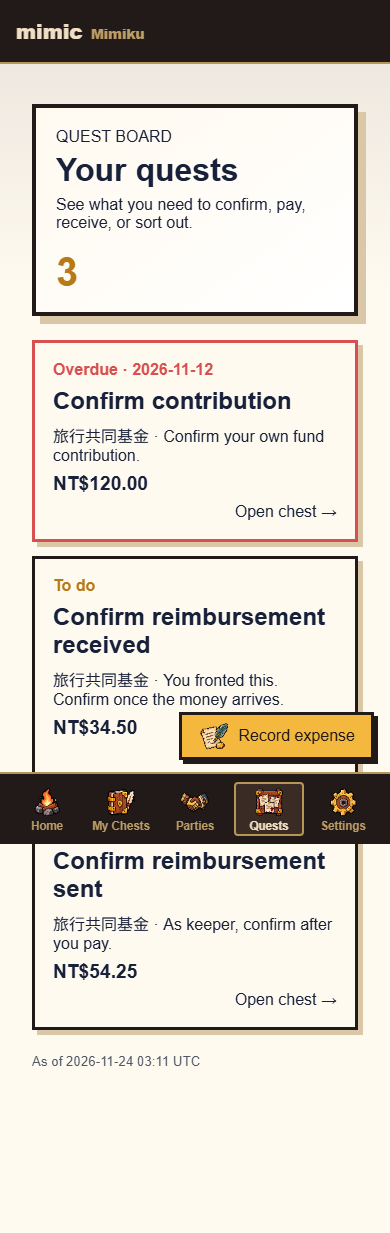 mimic Mimiku
QUEST BOARD
Your quests
See what you need to confirm, pay,
receive, or sort out.
3
Overdue · 2026-11-12
Confirm contribution
旅行共同基金 · Confirm your own fund
contribution.
NT$120.00
Open chest →
To do
Confirm reimbursement
received
旅行共同基金 · You fronted this.
Confirm once the money arrives.
NT$34.50
Record expense
Home
My Chests
Parties
Quests
Settings
Confirm reimbursement
sent
旅行共同基金 · As keeper, confirm after
you pay.
NT$54.25
Open chest →
As of 2026-11-24 03:11 UTC